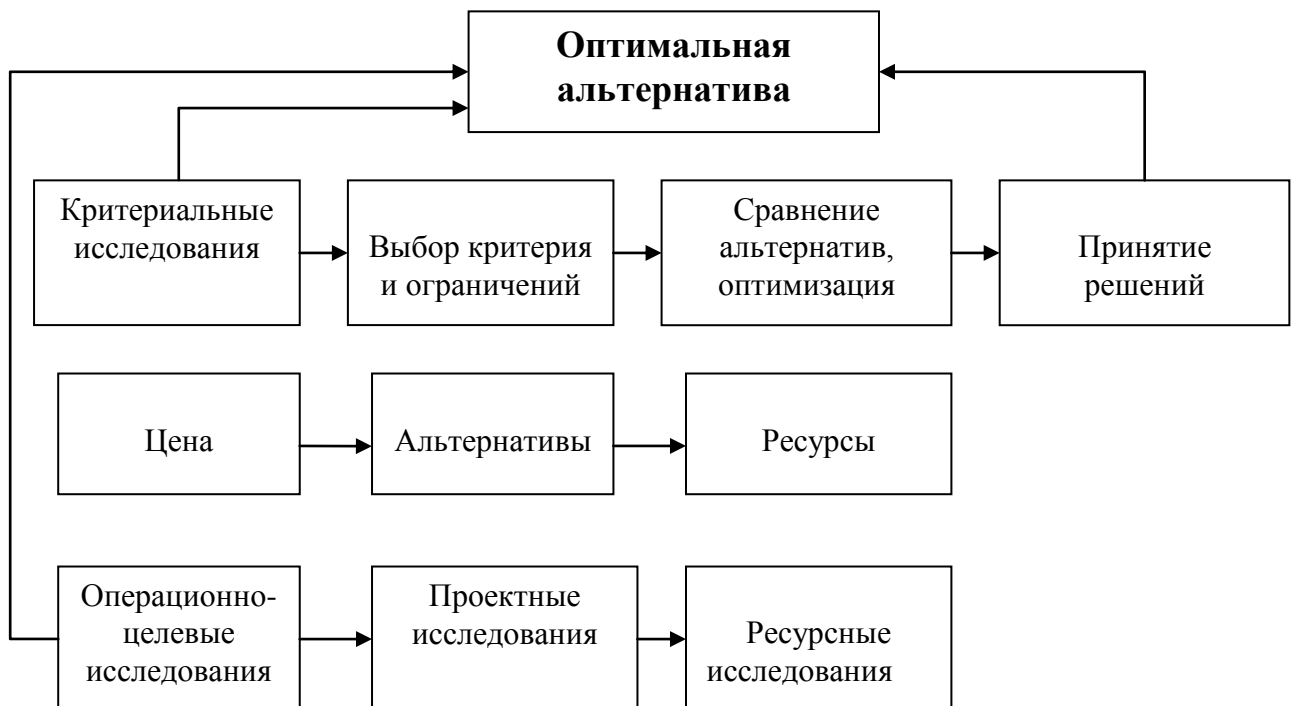 Оптимальная
альтернатива
Критериальные
исследования
Выбор критерия
и ограничений
Сравнение
альтернатив,
оптимизация
Принятие
решений
Цена
Альтернативы
Ресурсы
Операционно-
целевые
исследования
Проектные
исследования
Ресурсные
исследования